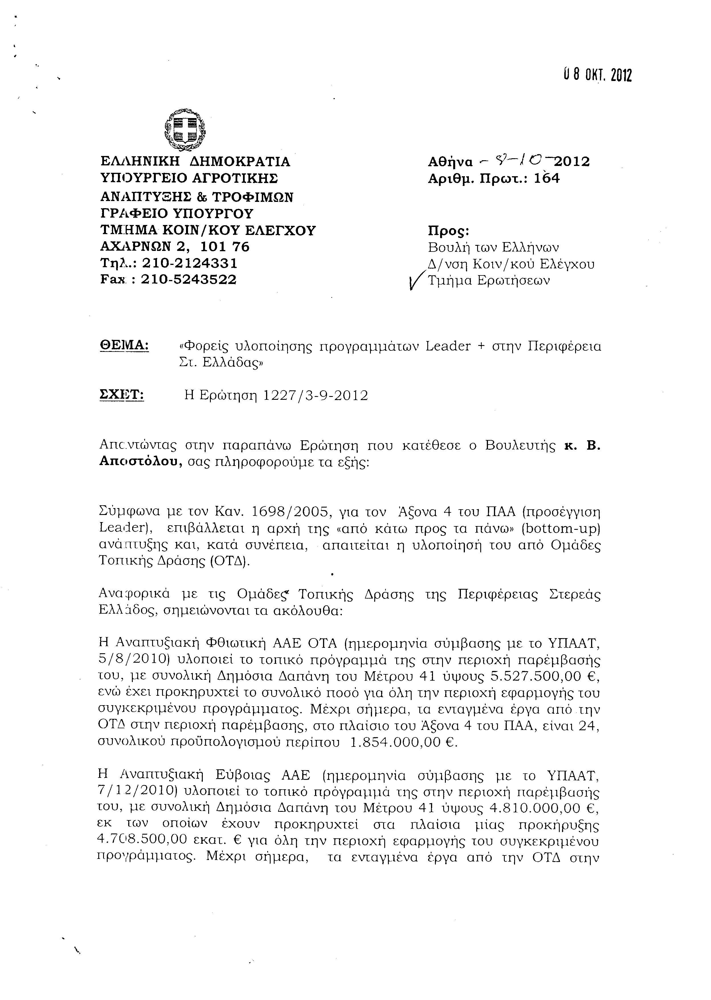 08 ΟΚΤ. 2012
ΕΛΛΗΝΙΚΗ ΔΗΜΟΚΡΑΤΙΑ
ΥΠΟΥΡΓΕΙΟ ΑΓΡΟΤΙΚΗΣ
ΑΝΑΠΤΥΞΗΣ & ΤΡΟΦΙΜΩΝ
ΓΡΑΦΕΙΟ ΥΠΟΥΡΓΟΥ
ΤΜΗΜΑ ΚΟΙΝ/ΚΟΥ ΕΛΕΓΧΟΥ
ΑΧΑΡΝΩΝ 2, 101 76
Τηλ.: 210-2124331
Fax : 210-5243522
Αθήνα - 8-10-2012
Αριθμ. Πρωτ.: 164
Προς:
Βουλή των Ελλήνων
Δ/νση Κοιν/κού Ελέγχου
Τμήμα Ερωτήσεων
ΘΕΜΑ: «Φορείς υλοποίησης προγραμμάτων Leader + στην Περιφέρεια
Στ. Ελλάδας»
ΣΧΕΤ: Η Ερώτηση 1227/3-9-2012
Απαντώντας στην παραπάνω Ερώτηση που κατέθεσε ο Βουλευτής κ. Β.
Αποστόλου, σας πληροφορούμε τα εξής:
Σύμφωνα με τον Καν. 1698/2005, για τον Άξονα 4 του ΠΑΑ (προσέγγιση
Leader), επιβάλλεται η αρχή της «από κάτω προς τα πάνω» (bottom-up)
ανάπτυξης και, κατά συνέπεια, απαιτείται η υλοποίησή του από Ομάδες
Τοπικής Δράσης (ΟΤΔ).
Αναφορικά με τις Ομάδες Τοπικής Δράσης της Περιφέρειας Στερεάς
Ελλάδος, σημειώνονται τα ακόλουθα:
Η Αναπτυξιακή Φθιωτική ΑΑΕ ΟΤΑ (ημερομηνία σύμβασης με το ΥΠΑΑΤ,
5/8/2010) υλοποιεί το τοπικό πρόγραμμά της στην περιοχή παρέμβασής
του, με συνολική Δημόσια Δαπάνη του Μέτρου 41 ύψους 5.527.500,00 €,
ενώ έχει προκηρυχτεί το συνολικό ποσό για όλη την περιοχή εφαρμογής του
συγκεκριμένου προγράμματος. Μέχρι σήμερα, τα ενταγμένα έργα από την
ΟΤΔ στην περιοχή παρέμβασης, στο πλαίσιο του Άξονα 4 του ΠΑΑ, είναι 24,
συνολικού προϋπολογισμού περίπου 1.854.000,00 €.
Η Αναπτυξιακή Εύβοιας ΑΑΕ (ημερομηνία σύμβασης με το ΥΠΑΑΤ,
7/12/2010) υλοποιεί το τοπικό πρόγραμμά της στην περιοχή παρέμβασής
του, με συνολική Δημόσια Δαπάνη του Μέτρου 41 ύψους 4.810.000,00 €,
εκ των οποίων έχουν προκηρυχτεί στα πλαίσια μίας προκήρυξης
4.708.500,00 εκατ. € για όλη την περιοχή εφαρμογής του συγκεκριμένου
προγράμματος. Μέχρι σήμερα, τα ενταγμένα έργα από την ΟΤΔ στην